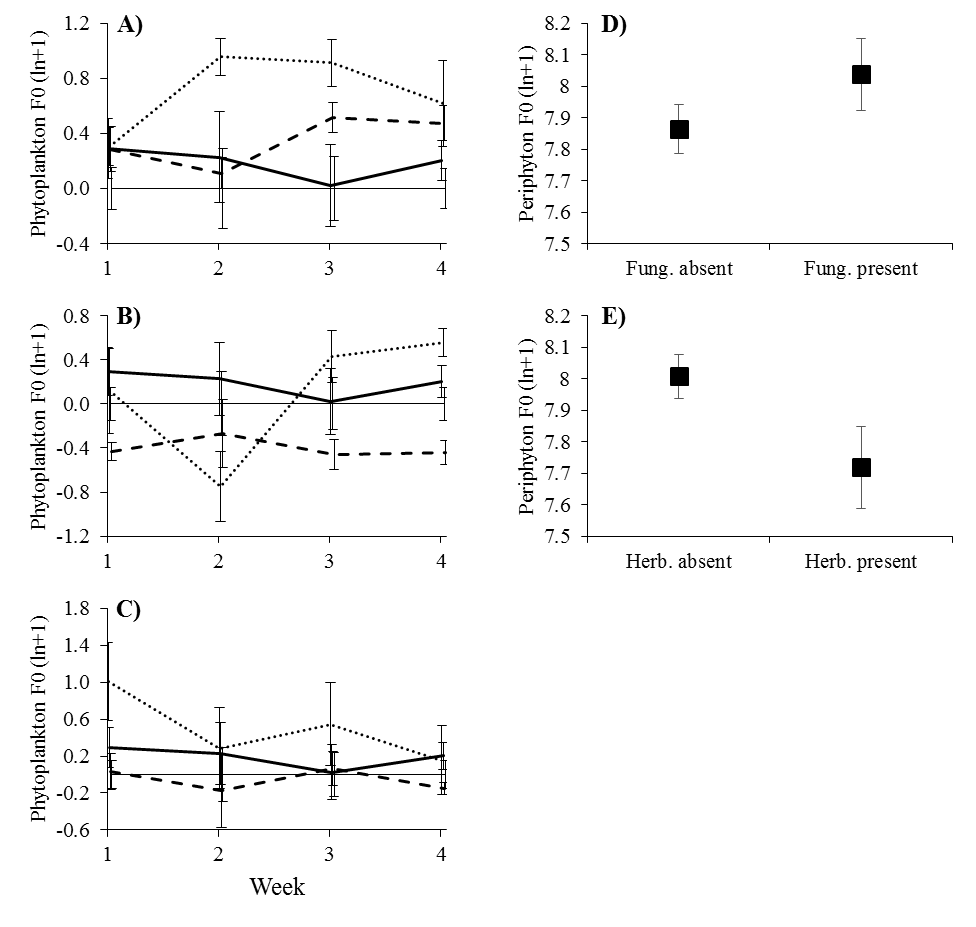 A)
Phytoplankton F0 (ln+1)
1.2
0.8
0.4
0.0
-0.4
1 2 3 4
B)
Phytoplankton F0 (ln+1)
0.8
0.4
0.0
-0.4
-0.8
-1.2
1 2 3 4
C)
Phytoplankton F0 (ln+1)
1.8
1.4
1.0
0.6
0.2
-0.2
-0.6
1 2 3 4
Week
D)
Periphyton F0 (ln+1)
8.2
8.1
8
7.9
7.8
7.7
7.6
7.5
Fung. absent Fung. present
E)
Periphyton F0 (ln+1)
8.2
8.1
8
7.9
7.8
7.7
7.6
7.5
Herb. absent Herb. present